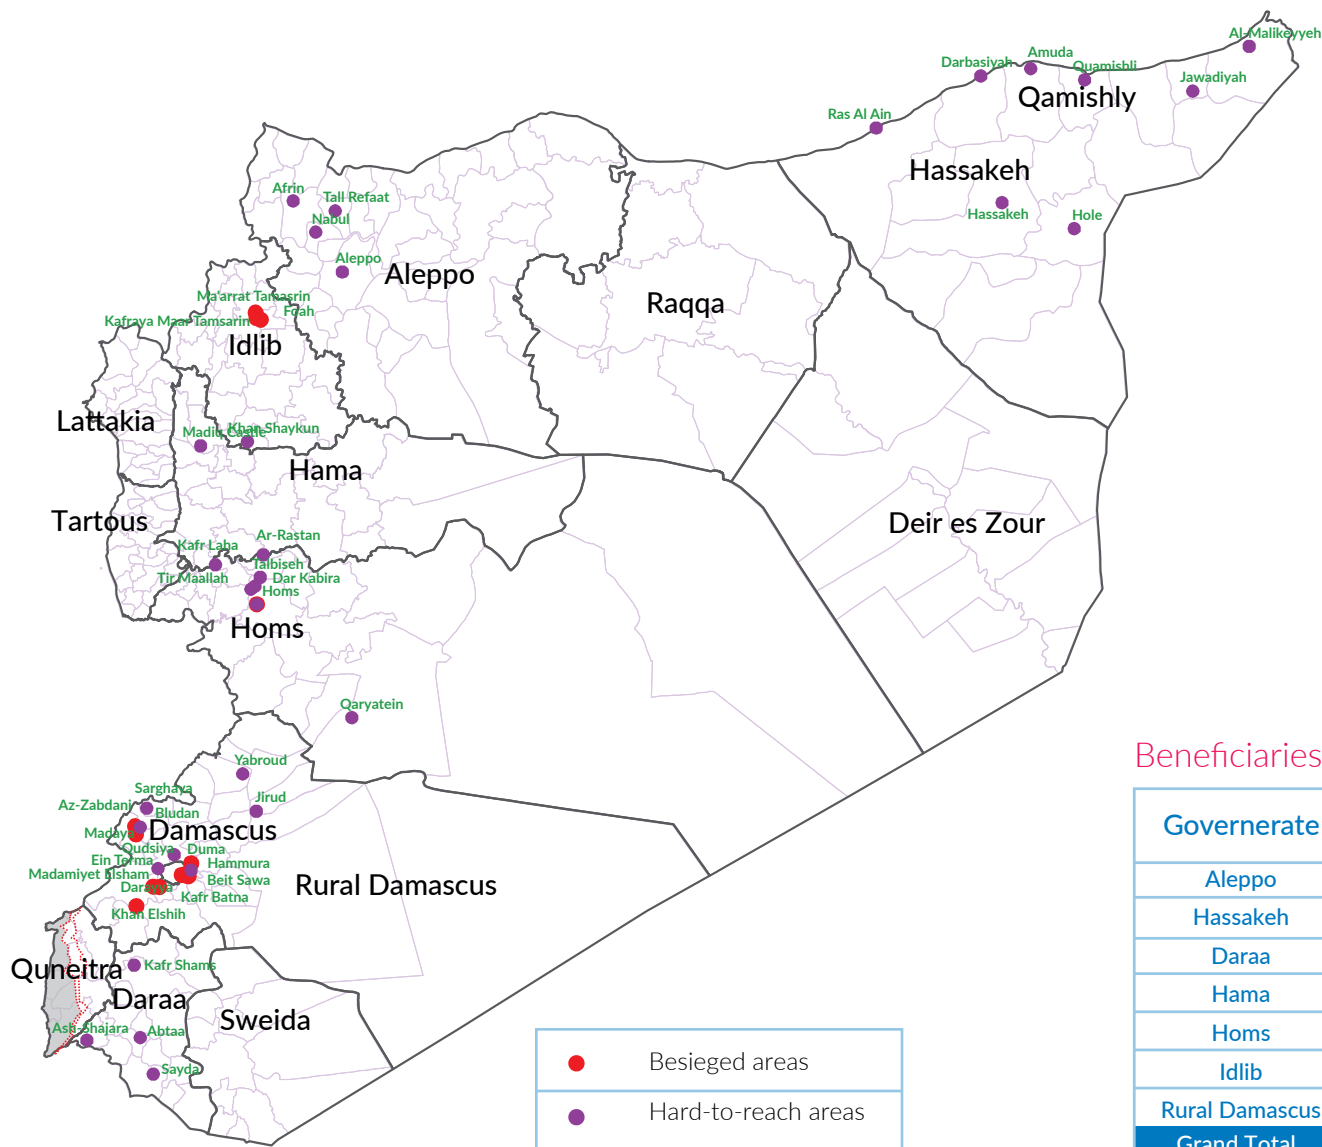 Al-Malikeyyeh
Amuda
Darbasiyah
Quamishli
Jawadiyah
Qamishly
Ras Al Ain
Hassakeh
Hassakeh
Hole
Afrin
Tall Refaat
Nabul
Aleppo
Aleppo
Raqqa
Ma'arrat Tamasrin
Foah
Kafraya Maar Tamsarin
Idlib
Lattakia
Madiq Castle
Khan Shaykun
Hama
Tartous
Deir es Zour
Ar-Rastan
Kafr Laha
Talbiseh
Tir Maallah
Dar Kabira
Homs
Homs
Qaryatein
Yabroud
Sarghaya
Jirud
Az-Zabdani
Bludan
Madaya
Damascus
Qudsiya
Duma
Ein Terma
Hammura
Madamiyet Elsham
Beit Sawa
Darayya
Kafr Batna
Rural Damascus
Khan Elshih
Quneitra
Kafr Shams
Daraa
Sweida
Ash-Shajara
Abtaa
Sayda
Besieged areas
Hard-to-reach areas
Beneficiaries
Governerate
Aleppo
Hassakeh
Daraa
Hama
Homs
Idlib
Rural Damascus
Grand Total